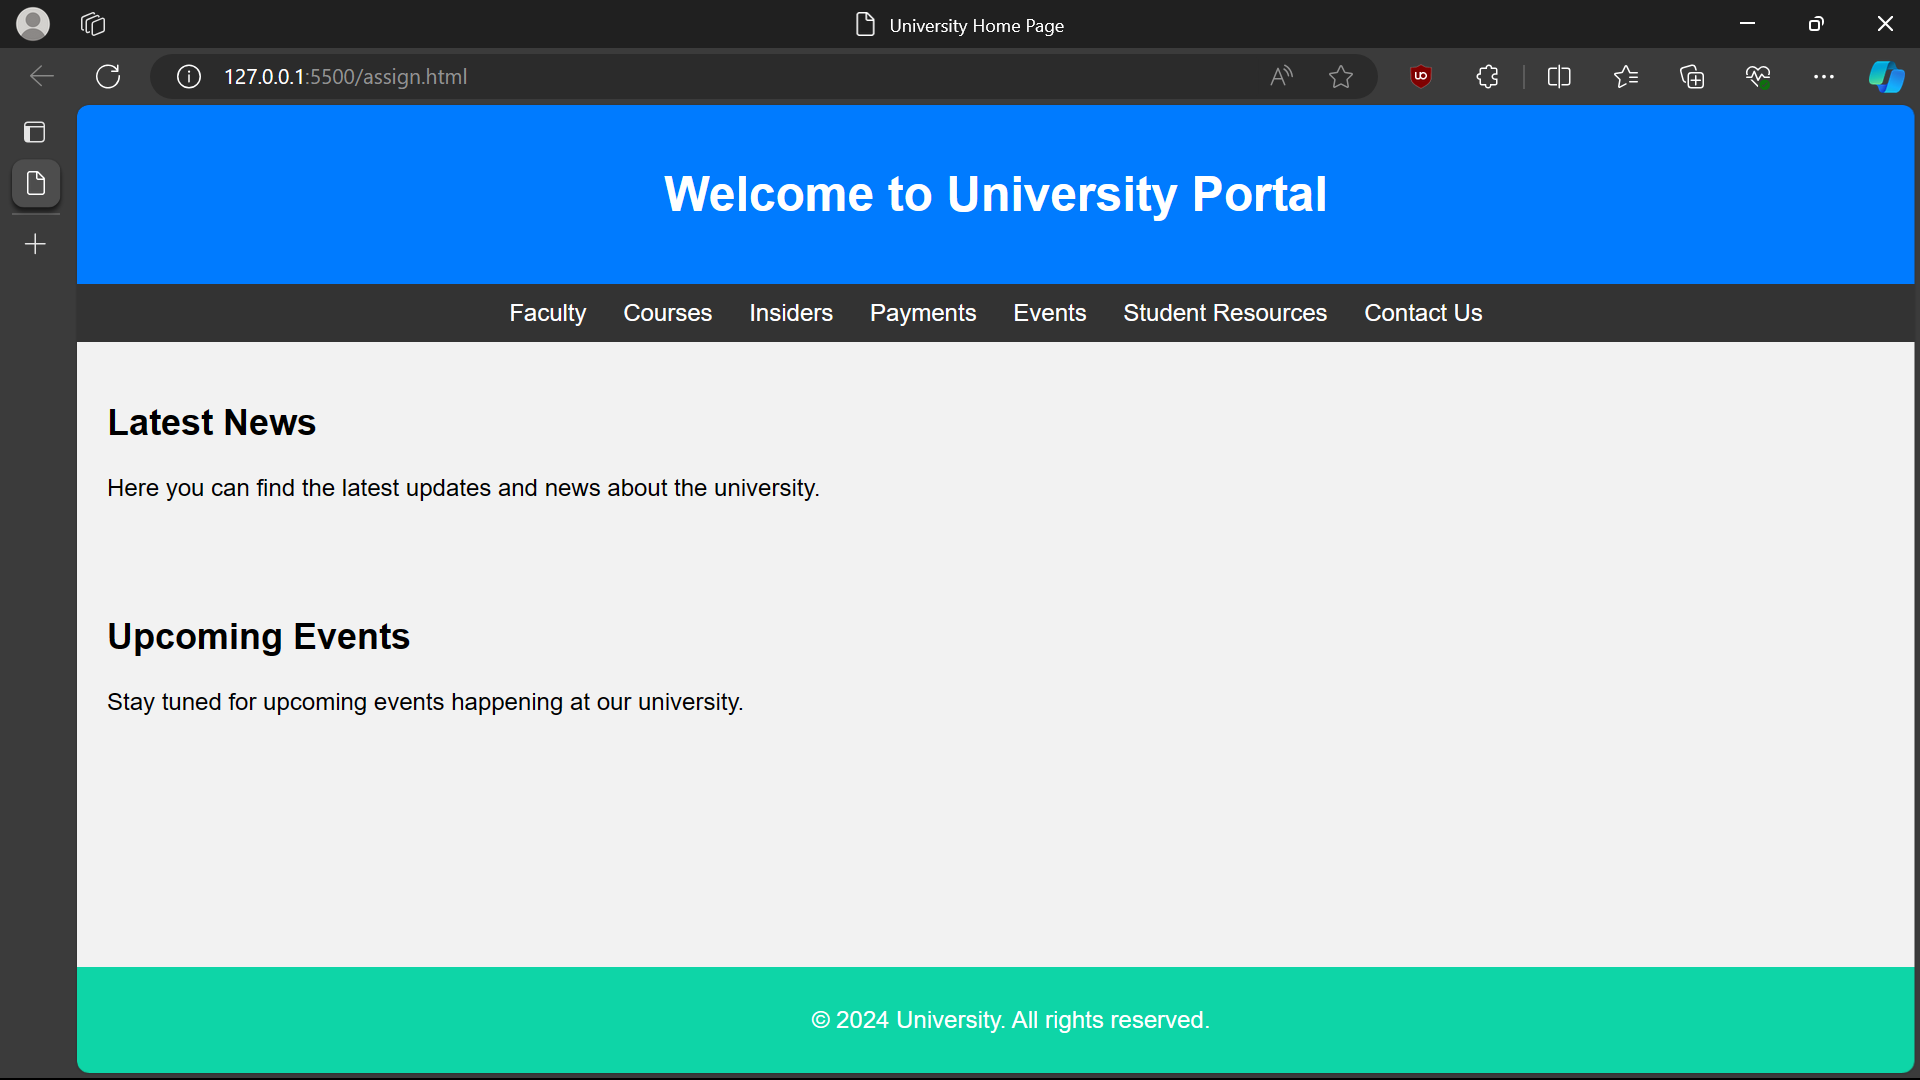 University Home Page
127.0.0.1:5500/assign.html
Welcome to University Portal
Faculty Courses Insiders Payments Events Student Resources Contact Us
Latest News
Here you can find the latest updates and news about the university.
Upcoming Events
Stay tuned for upcoming events happening at our university.
© 2024 University. All rights reserved.